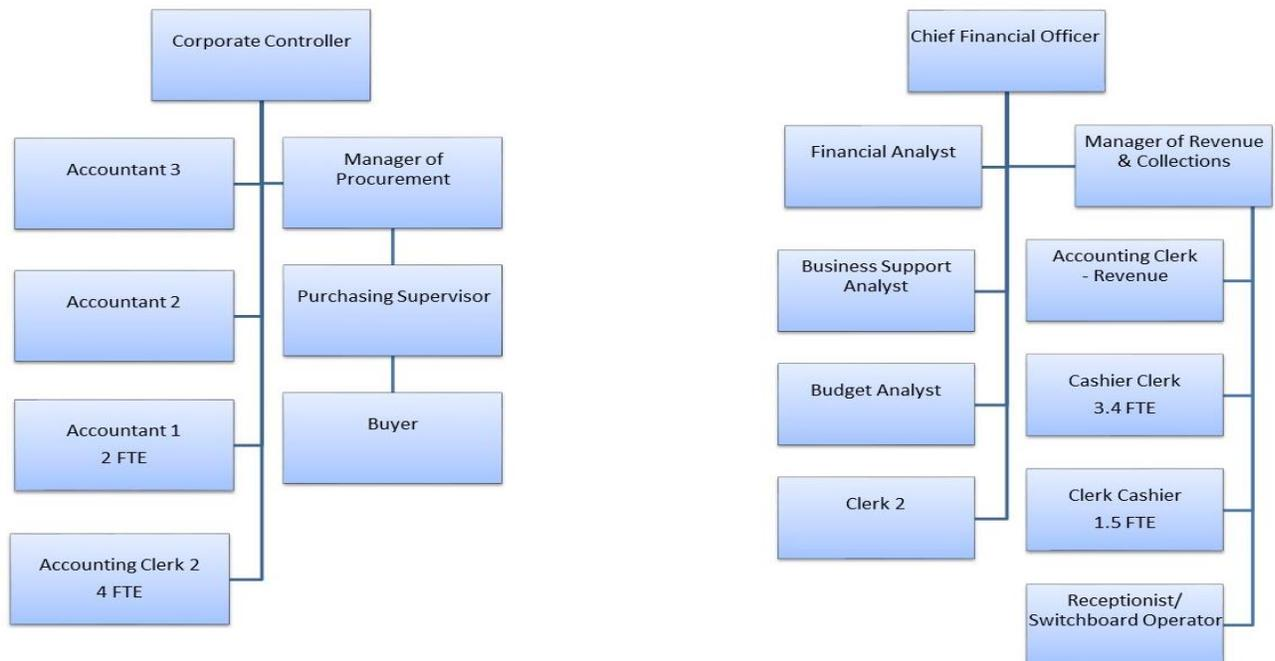 Corporate Controller
Accountant 3
Manager of
Procurement
Accountant 2
Purchasing Supervisor
Accountant 1
2 FTE
Buyer
Accounting Clerk 2
4 FTE
Chief Financial Officer
Financial Analyst
Manager of Revenue
& Collections
Business Support
Analyst
Accounting Clerk
- Revenue
Budget Analyst
Cashier Clerk
3.4 FTE
Clerk 2
Clerk Cashier
1.5 FTE
Receptionist/
Switchboard Operator